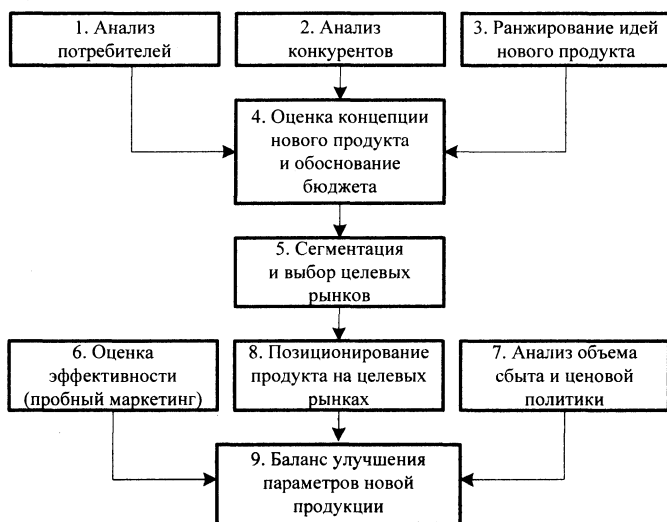 1. Анализ
потребителей
2. Анализ
конкурентов
3. Ранжирование идей
нового продукта
4. Оценка концепции
нового продукта
и обоснование
бюджета
5. Сегментация
и выбор целевых
рынков
6. Оценка
эффективности
(пробный маркетинг)
8. Позиционирование
продукта на целевых
рынках
7. Анализ объема
сбыта и ценовой
политики
9. Баланс улучшения
параметров новой
продукции